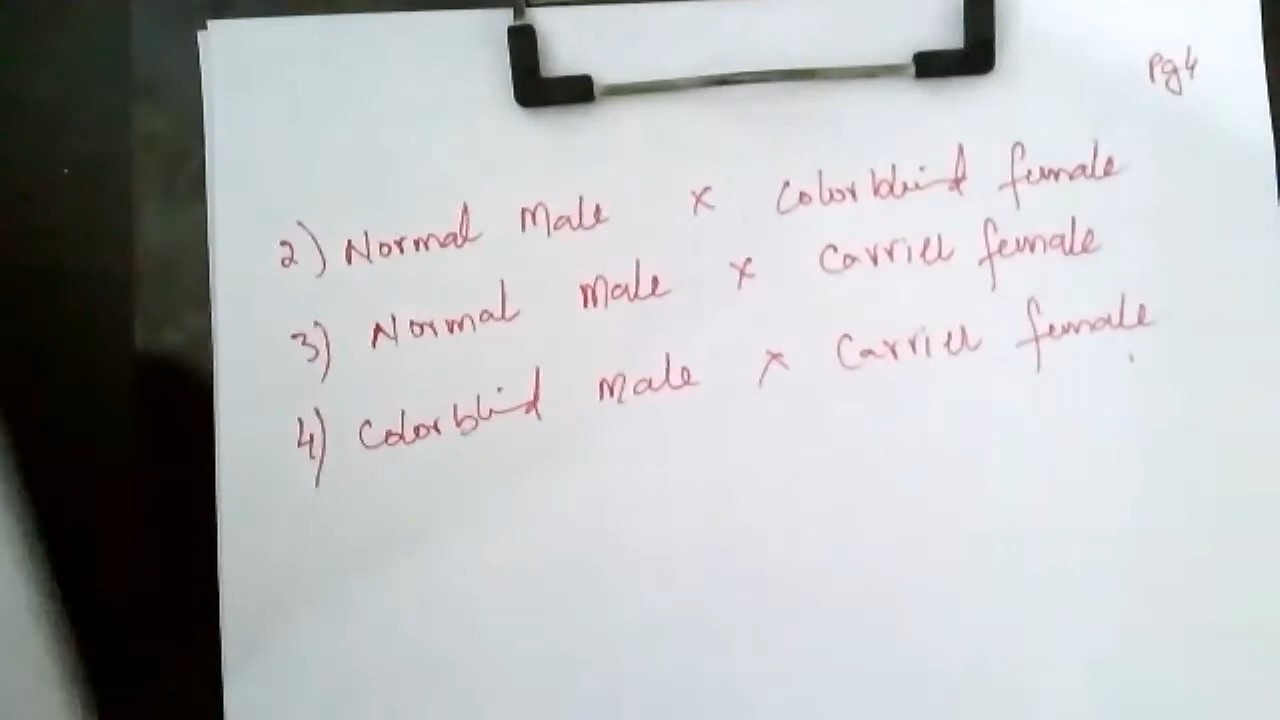 Pg4
2) Normal Male x Colorblind female
3) Normal male x Carrier female
4) Colorblind male x Carrier female